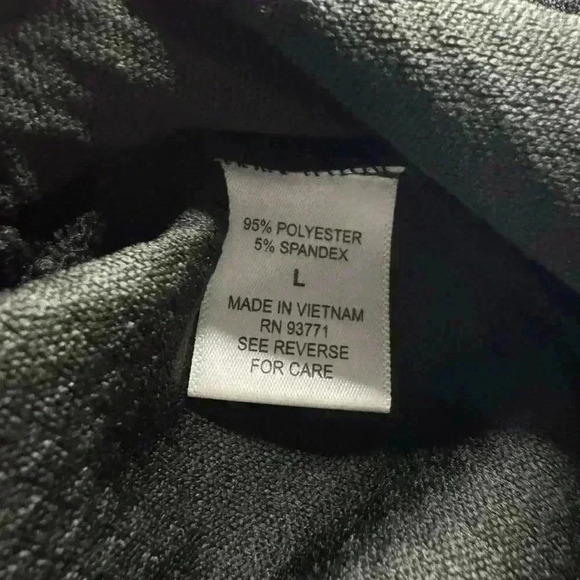 95% POLYESTER
5% SPANDEX
L
MADE IN VIETNAM
RN 93771
SEE REVERSE
FOR CARE